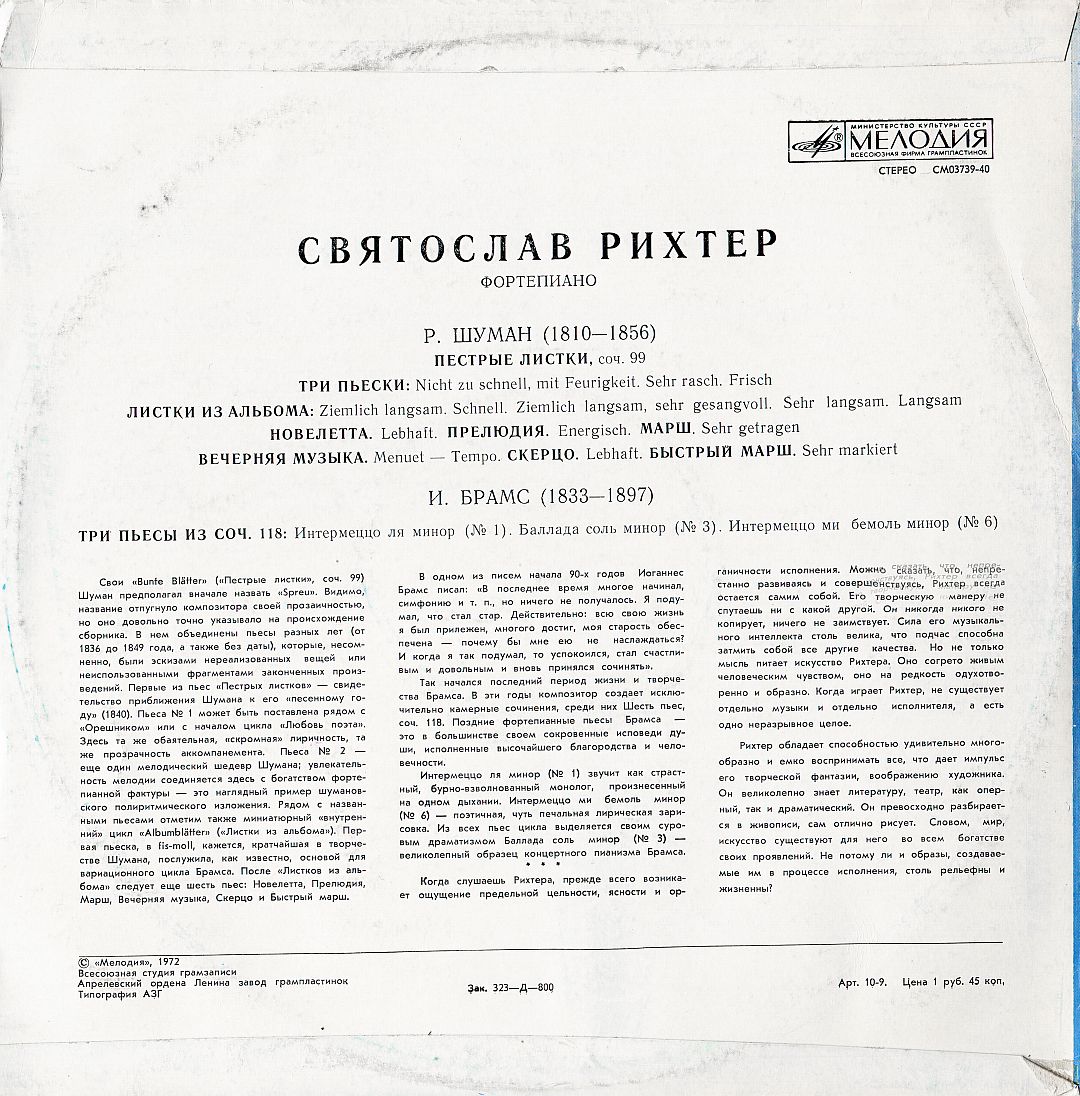 МИНИСТЕРСТВО КУЛЬТУРЫ СССР
МЕЛОДИЯ
ВСЕСОЮЗНАЯ ФИРМА ГРАМПЛАСТИНОК
СТЕРЕО СМ03739-40
СВЯТОСЛАВ РИХТЕР
ФОРТЕПИАНО
Р. ШУМАН (1810—1856)
ПЕСТРЫЕ ЛИСТКИ, соч. 99
ТРИ ПЬЕСКИ: Nicht zu schnell, mit Feurigkeit. Sehr rasch. Frisch
ЛИСТКИ ИЗ АЛЬБОМА: Ziemlich langsam. Schnell. Ziemlich langsam, sehr gesangvoll. Sehr langsam. Langsam
НОВЕЛЕТТА. Lebhaft. ПРЕЛЮДИЯ. Energisch. МАРШ. Sehr getragen
ВЕЧЕРНЯЯ МУЗЫКА. Menuet — Tempo. СКЕРЦО. Lebhaft. БЫСТРЫЙ МАРШ. Sehr markiert
И. БРАМС (1833—1897)
ТРИ ПЬЕСЫ ИЗ СОЧ. 118: Интермеццо ля минор (№ 1). Баллада соль минор (№ 3). Интермеццо ми бемоль минор (№ 6)
Свои «Bunte Blätter» («Пестрые листки», соч. 99)
Шуман предполагал вначале назвать «Spreu». Видимо,
название отпугнуло композитора своей прозаичностью,
но оно довольно точно указывало на происхождение
сборника. В нем объединены пьесы разных лет (от
1836 до 1849 года, а также без даты), которые, несом-
ненно, были эскизами нереализованных вещей или
неиспользованными фрагментами законченных произ-
ведений. Первые из пьес «Пестрых листков» — свиде-
тельство приближения Шумана к его «песенному го-
ду» (1840). Пьеса № 1 может быть поставлена рядом с
«Орешником» или с началом цикла «Любовь поэта».
Здесь та же обаятельная, «скромная» лиричность, та
же прозрачность аккомпанемента. Пьеса № 2 —
еще один мелодический шедевр Шумана; увлекатель-
ность мелодии соединяется здесь с богатством форте-
пианной фактуры — это наглядный пример шуманов-
ского полиритмического изложения. Рядом с назван-
ными пьесами отметим также миниатюрный «внутрен-
ний» цикл «Albumblätter» («Листки из альбома»). Пер-
вая пьеска, в fis-moll, кажется, кратчайшая в творче-
стве Шумана, послужила, как известно, основой для
вариационного цикла Брамса. После «Листков из аль-
бома» следует еще шесть пьес: Новелетта, Прелюдия,
Марш, Вечерняя музыка, Скерцо и Быстрый марш.
В одном из писем начала 90-х годов Иоганнес
Брамс писал: «В последнее время многое начинал,
симфонию и т. п., но ничего не получалось. Я поду-
мал, что стал стар. Действительно: всю свою жизнь
я был прилежен, многого достиг, моя старость обес-
печена — почему бы мне ею не наслаждаться?
И когда я так подумал, то успокоился, стал счастли-
вым и довольным и вновь принялся сочинять».
Так начался последний период жизни и творче-
ства Брамса. В эти годы композитор создает исклю-
чительно камерные сочинения, среди них Шесть пьес,
соч. 118. Поздние фортепианные пьесы Брамса —
это в большинстве своем сокровенные исповеди ду-
ши, исполненные высочайшего благородства и чело-
вечности.
Интермеццо ля минор (№ 1) звучит как страст-
ный, бурно-взволнованный монолог, произнесенный
на одном дыхании. Интермеццо ми бемоль минор
(№ 6) — поэтичная, чуть печальная лирическая зари-
совка. Из всех пьес цикла выделяется своим суро-
вым драматизмом Баллада соль минор (№ 3) —
великолепный образец концертного пианизма Брамса.
* * *
Когда слушаешь Рихтера, прежде всего возника-
ет ощущение предельной цельности, ясности и ор-
ганичности исполнения. Можно сказать, что, непре-
станно развиваясь и совершенствуясь, Рихтер всегда
остается самим собой. Его творческую манеру не
спутаешь ни с какой другой. Он никогда никого не
копирует, ничего не заимствует. Сила его музыкаль-
ного интеллекта столь велика, что подчас способна
затмить собой все другие качества. Но не только
мысль питает искусство Рихтера. Оно согрето живым
человеческим чувством, оно на редкость одухотво-
ренно и образно. Когда играет Рихтер, не существует
отдельно музыки и отдельно исполнителя, а есть
одно неразрывное целое.
Рихтер обладает способностью удивительно много-
образно и емко воспринимать все, что дает импульс
его творческой фантазии, воображению художника.
Он великолепно знает литературу, театр, как опер-
ный, так и драматический. Он превосходно разбирает-
ся в живописи, сам отлично рисует. Словом, мир,
искусство существуют для него во всем богатстве
своих проявлений. Не потому ли и образы, создавае-
мые им в процессе исполнения, столь рельефны и
жизненны?
© «Мелодия», 1972
Всесоюзная студия грамзаписи
Апрелевский ордена Ленина завод грампластинок
Типография АЗГ
Зак. 323—Д—800
Арт. 10-9. Цена 1 руб. 45 коп.